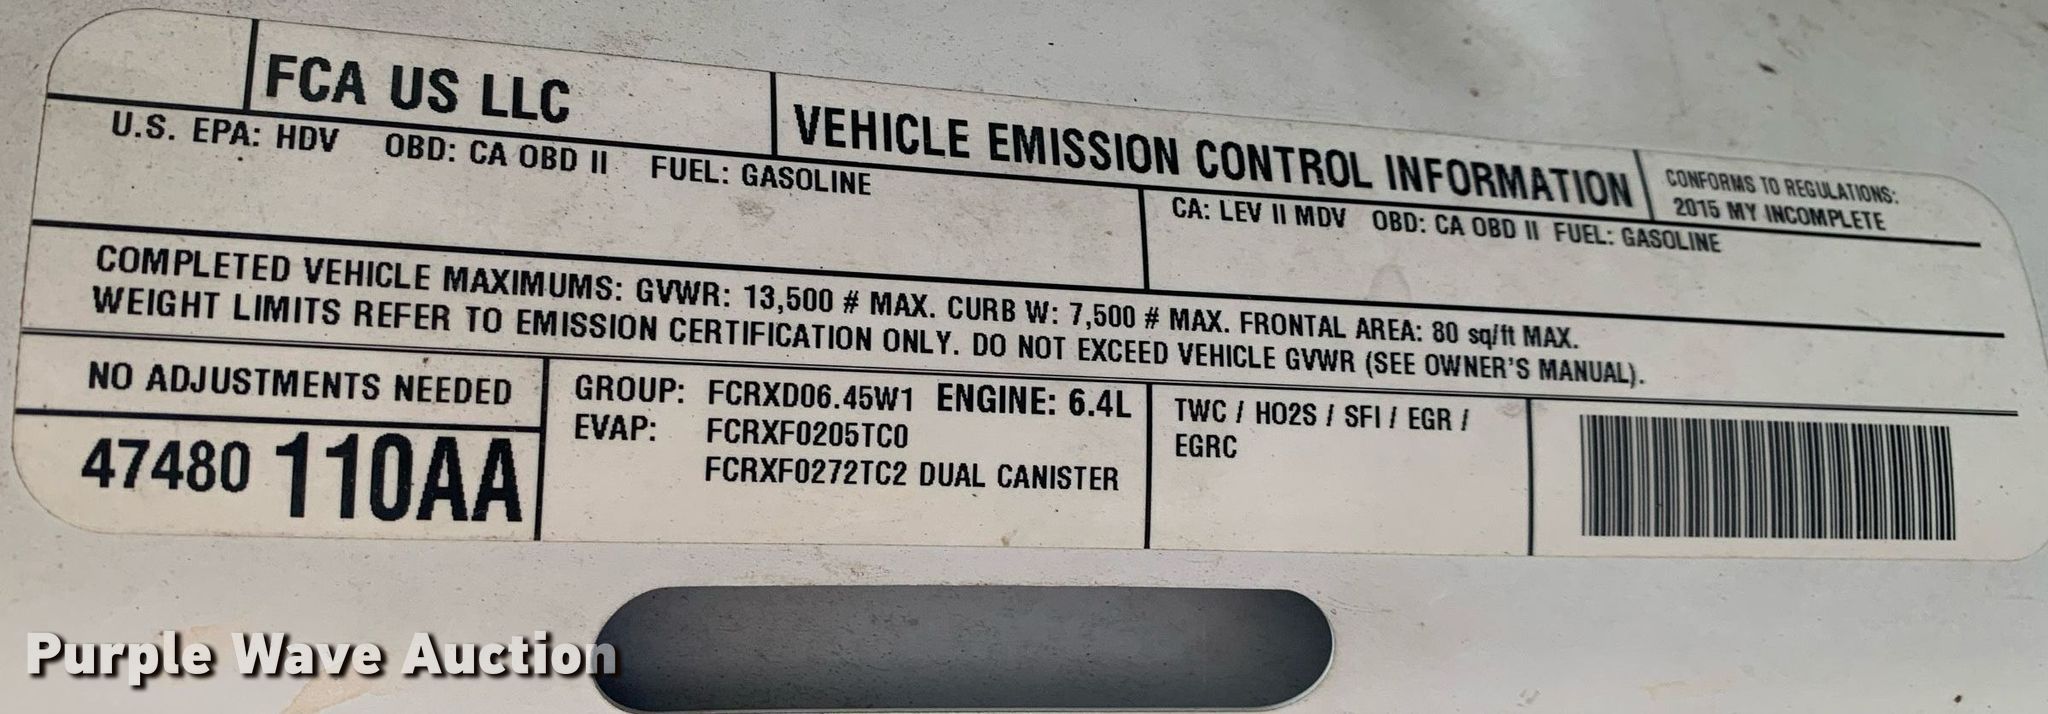 FCA US LLC
VEHICLE EMISSION CONTROL INFORMATION
CONFORMS TO REGULATIONS:
2015 MY INCOMPLETE
U.S. EPA: HDV OBD: CA OBD II FUEL: GASOLINE
CA: LEV II MDV OBD: CA OBD II FUEL: GASOLINE
COMPLETED VEHICLE MAXIMUMS: GVWR: 13,500 # MAX. CURB W: 7,500 # MAX. FRONTAL AREA: 80 sq/ft MAX.
WEIGHT LIMITS REFER TO EMISSION CERTIFICATION ONLY. DO NOT EXCEED VEHICLE GVWR (SEE OWNER'S MANUAL).
NO ADJUSTMENTS NEEDED
47480 110AA
GROUP: FCRXD06.45W1 ENGINE: 6.4L
EVAP: FCRXF0205TC0
FCRXF0272TC2 DUAL CANISTER
TWC / HO2S / SFI / EGR /
EGRC
Purple Wave Auction